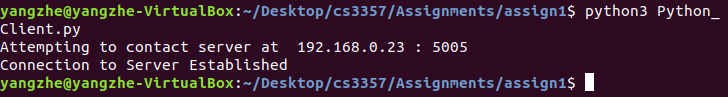 yangzhe@yangzhe-VirtualBox:~/Desktop/cs3357/Assignments/assign1$ python3 Python_
Client.py
Attempting to contact server at  192.168.0.23 : 5005
Connection to Server Established
yangzhe@yangzhe-VirtualBox:~/Desktop/cs3357/Assignments/assign1$